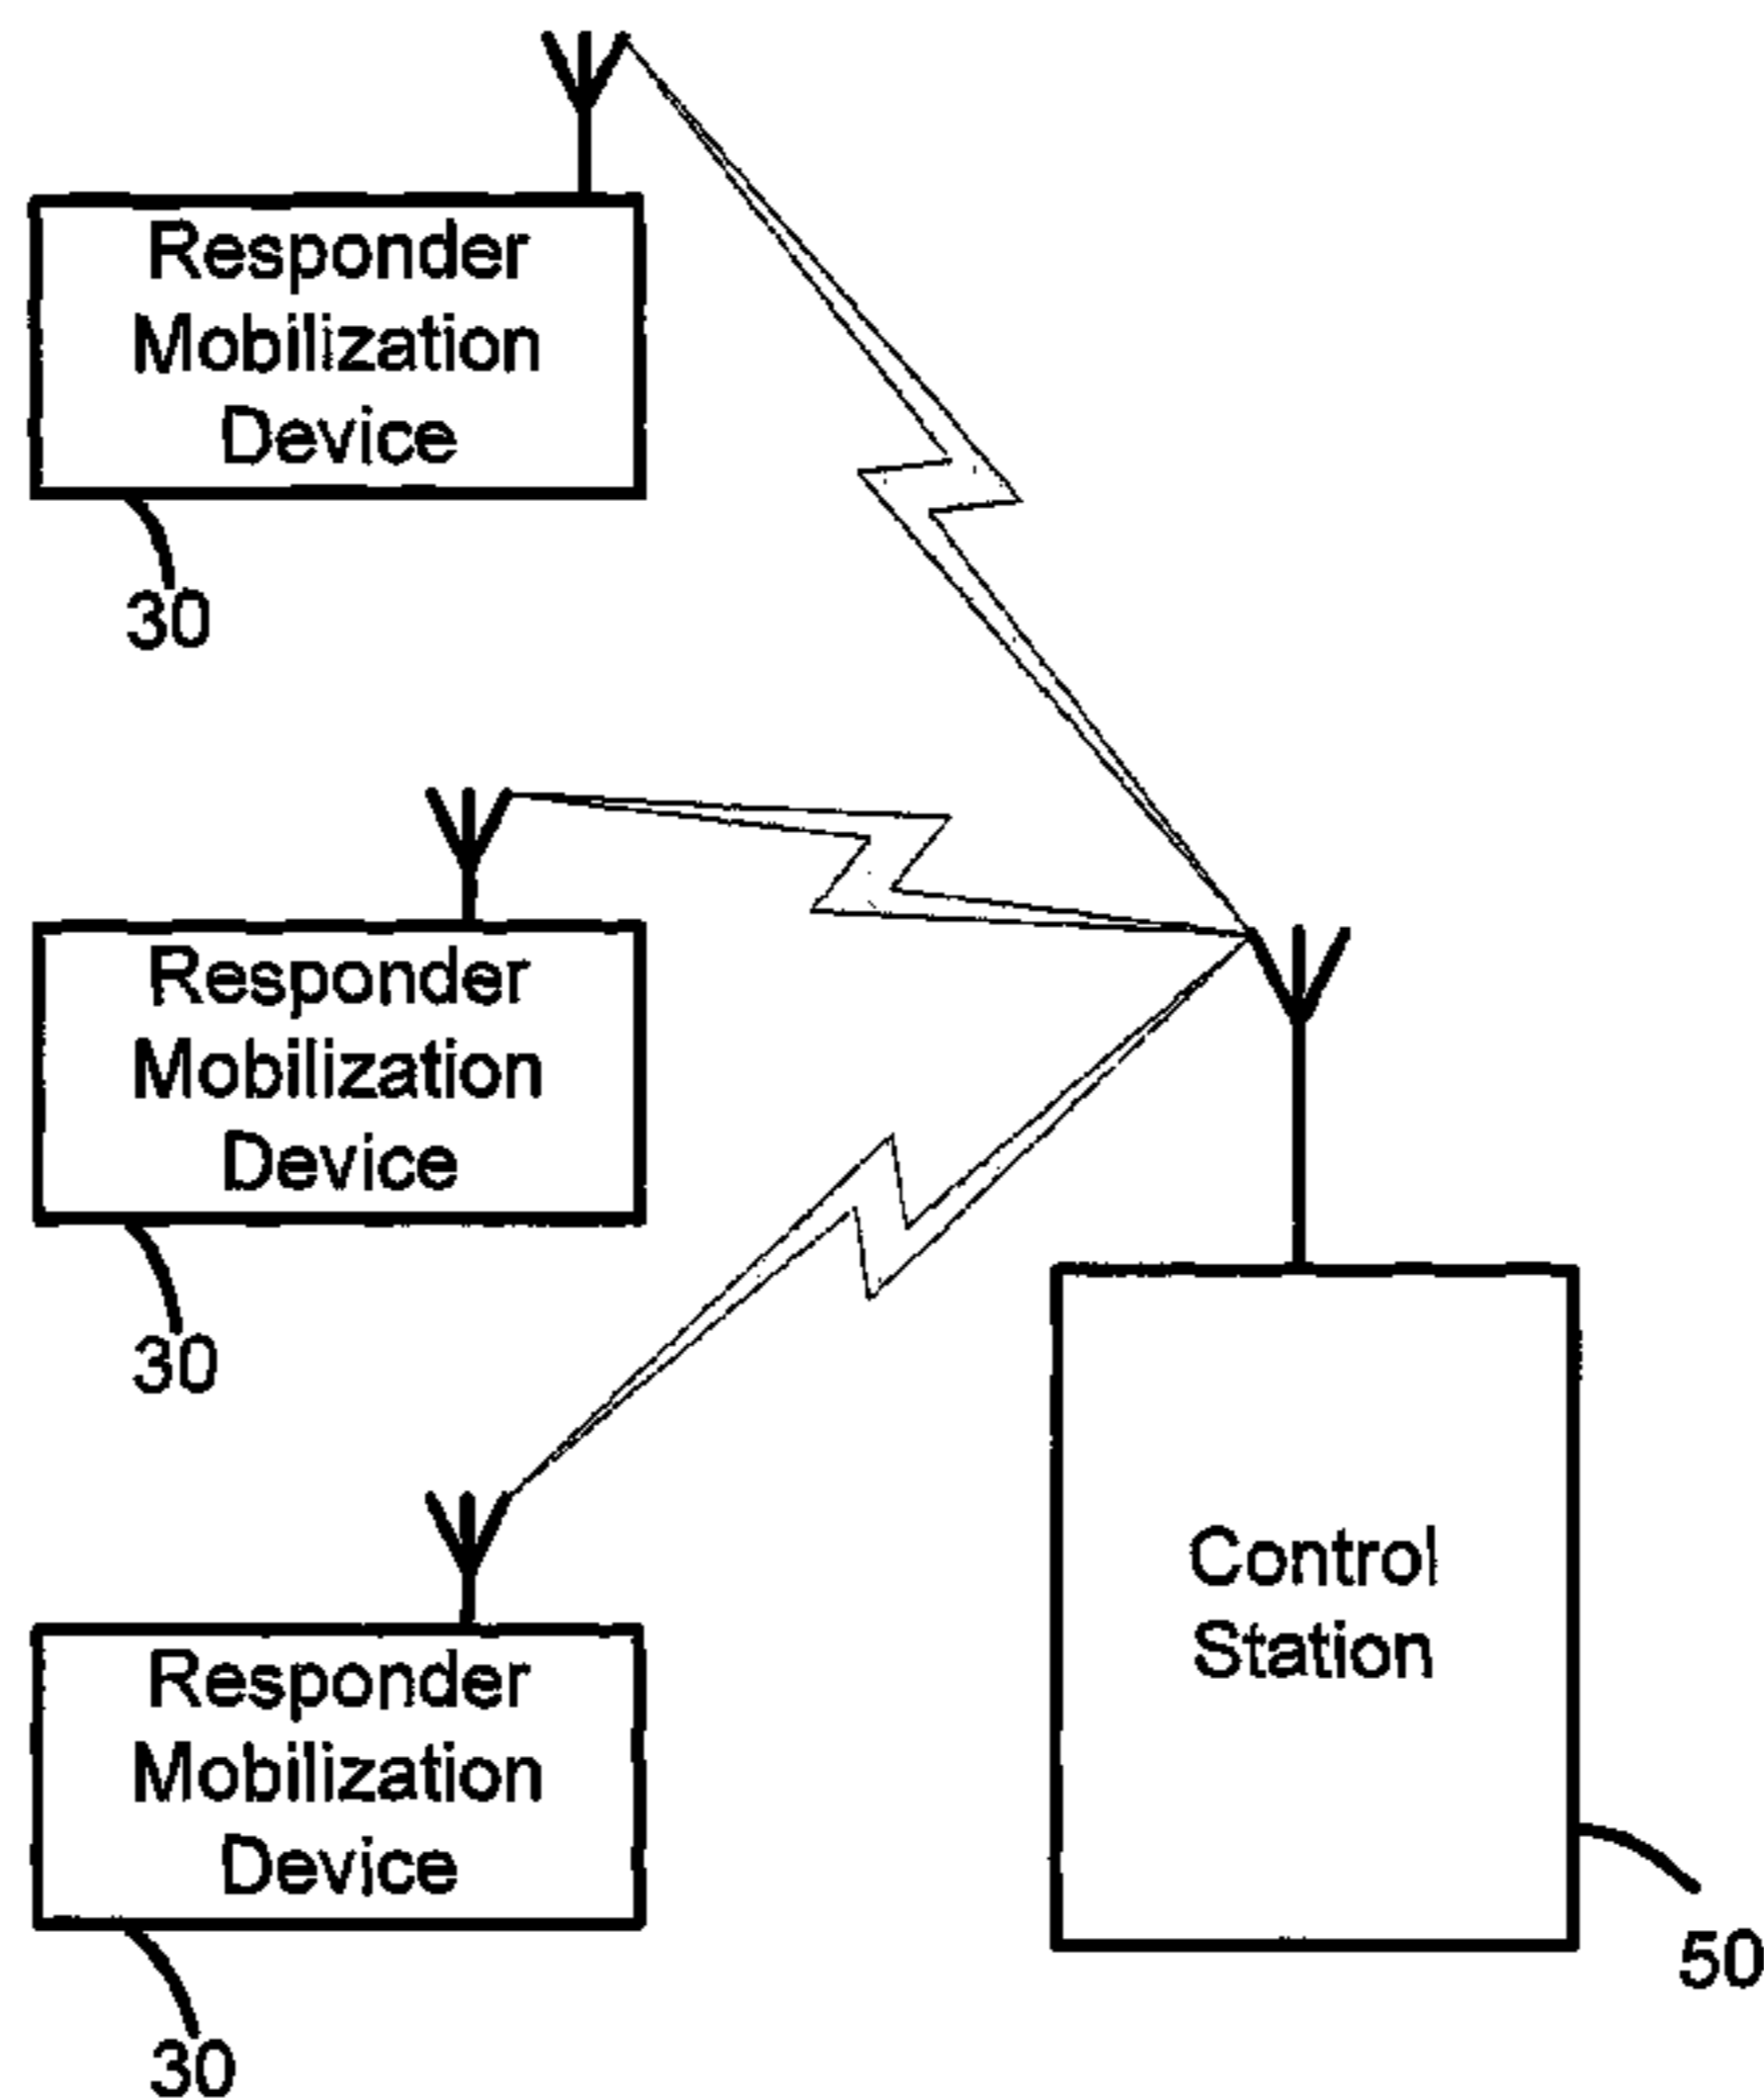 Responder
Mobilization
Device
30
Responder
Mobilization
Device
30
Responder
Mobilization
Device
30
Control
Station
50